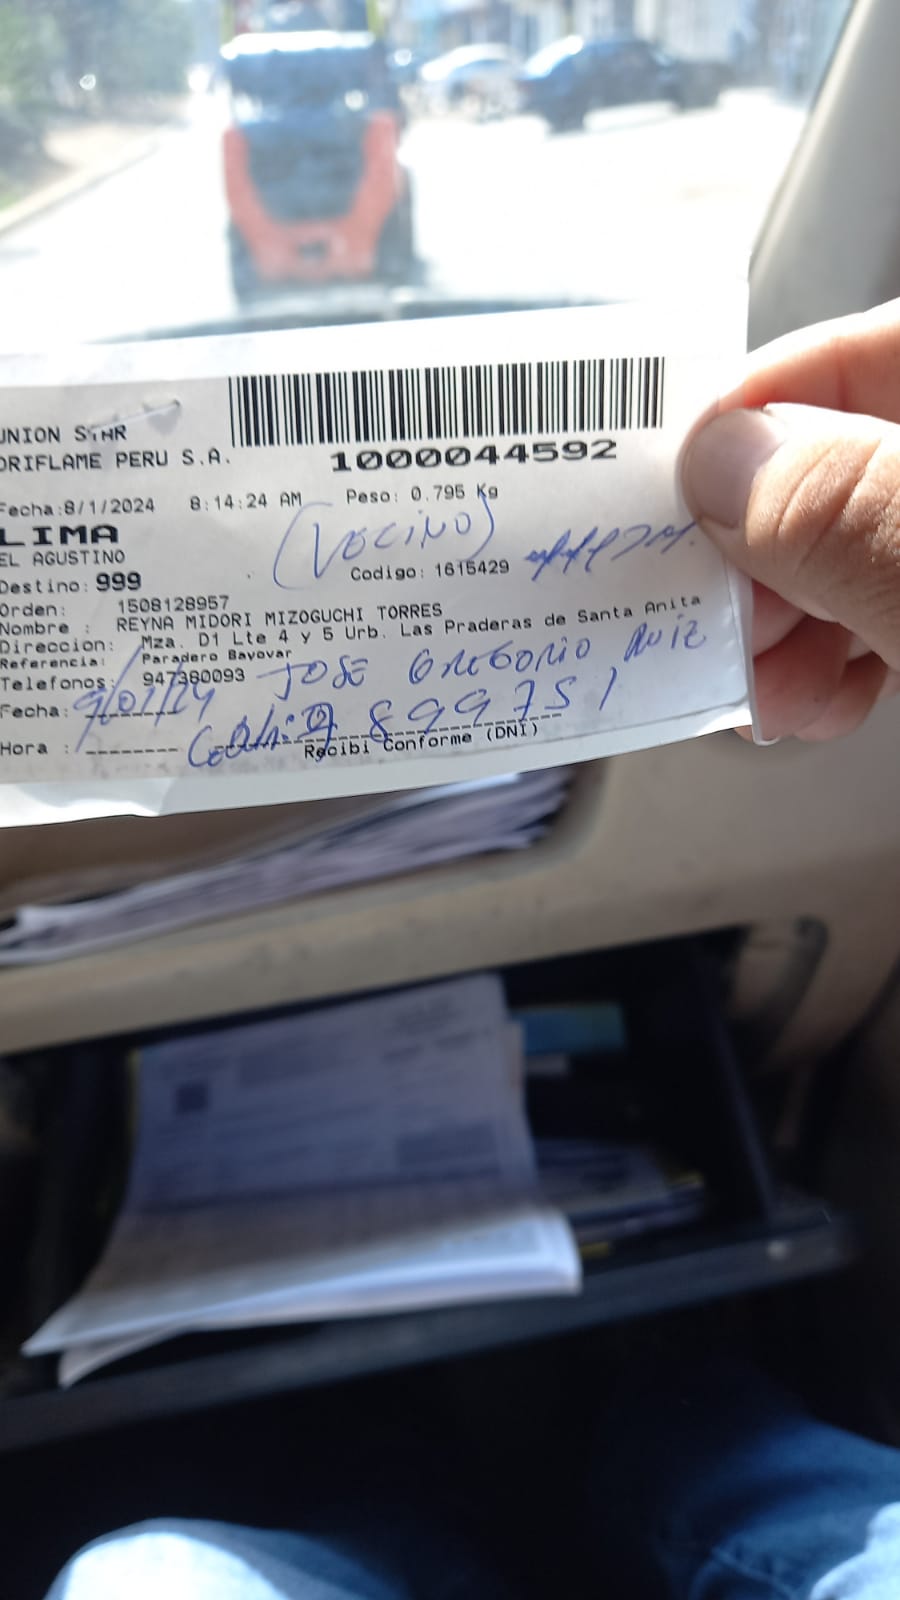 UNION STAR
ORIFLAME PERU S.A.
1000044592
Fecha:8/1/2024 8:14:24 AM Peso: 0.795 Kg
LIMA
EL AGUSTINO
(VECINO)
Destino: 999
Codigo: 1615429
Orden: 1508128957
Nombre : REYNA MIDORI MIZOGUCHI TORRES
Direccion: Mza. D1 Lte 4 y 5 Urb. Las Praderas de Santa Anita
Referencia: Paradero Bayovar
Telefonos: 947380093
JOSE GREGORIO RUIZ
Fecha: 9/01/24
8997751
Hora : --------
Recibi Conforme (DNI)